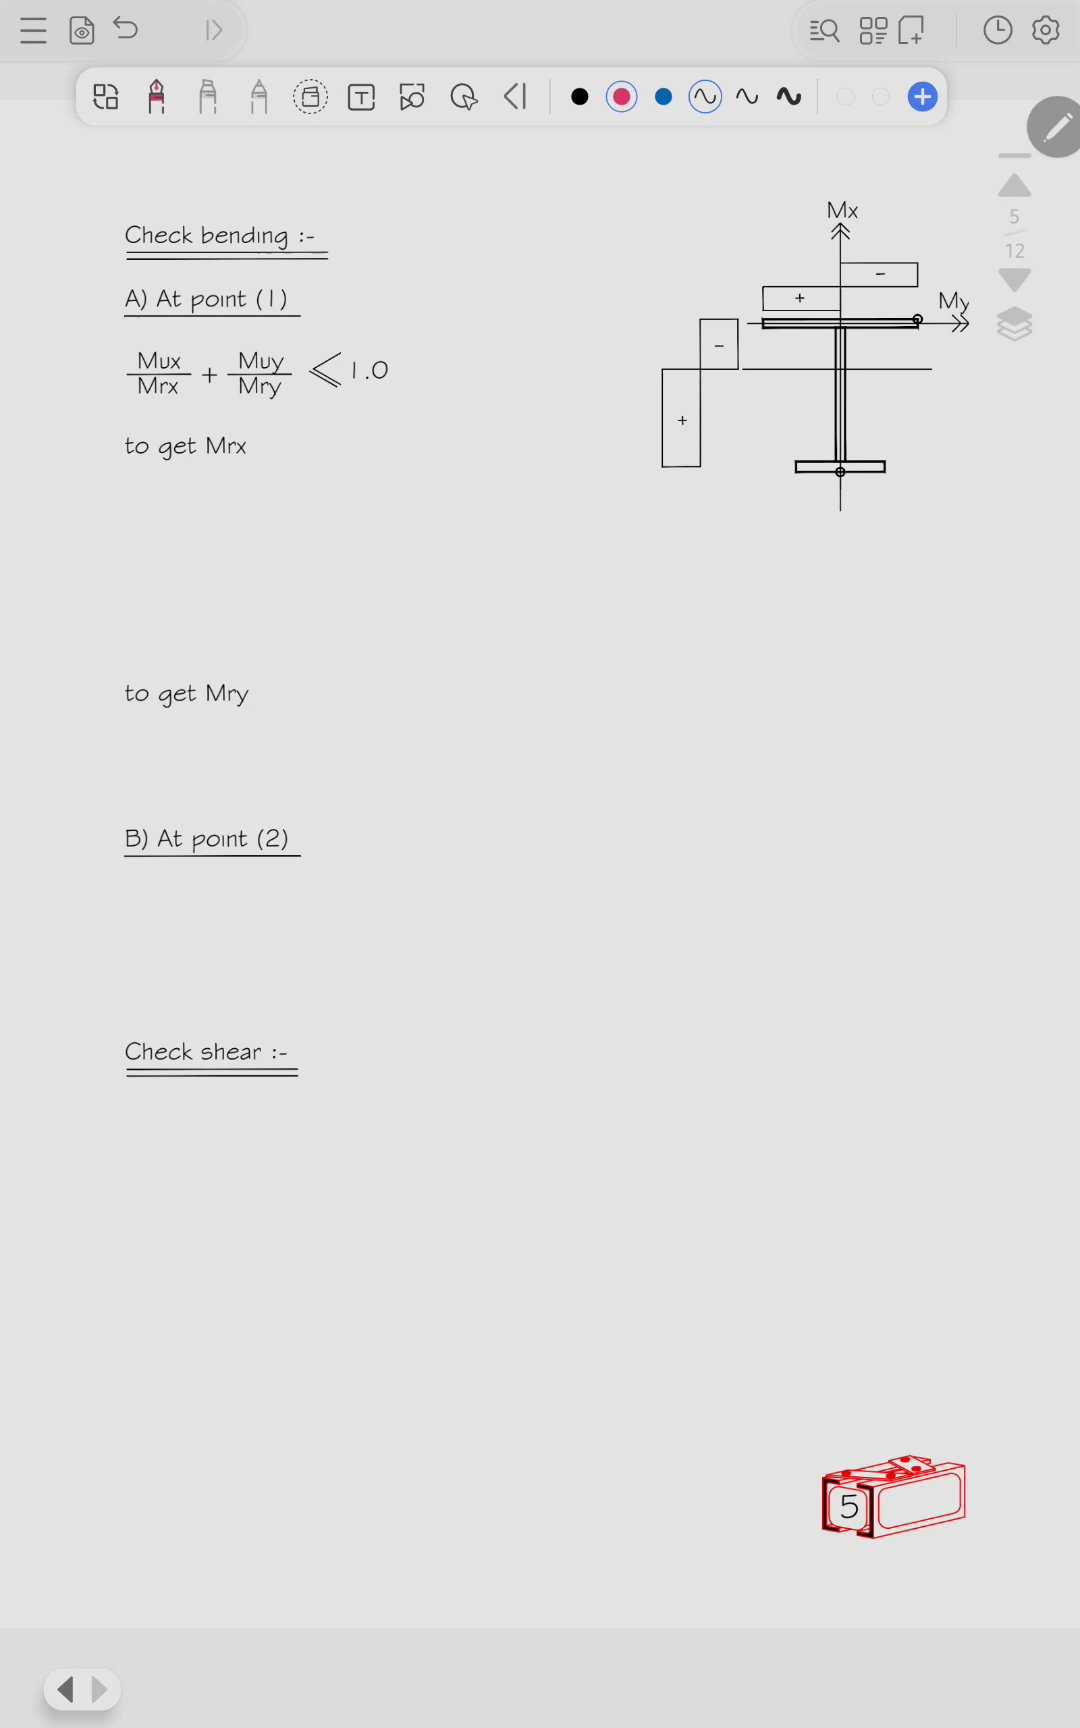 5
12
Check bending :-
A) At point (1)
Mux
Mrx
+
Muy
Mry
⩽ 1.0
to get Mrx
Mx
-
+
My
-
+
to get Mry
B) At point (2)
Check shear :-
5